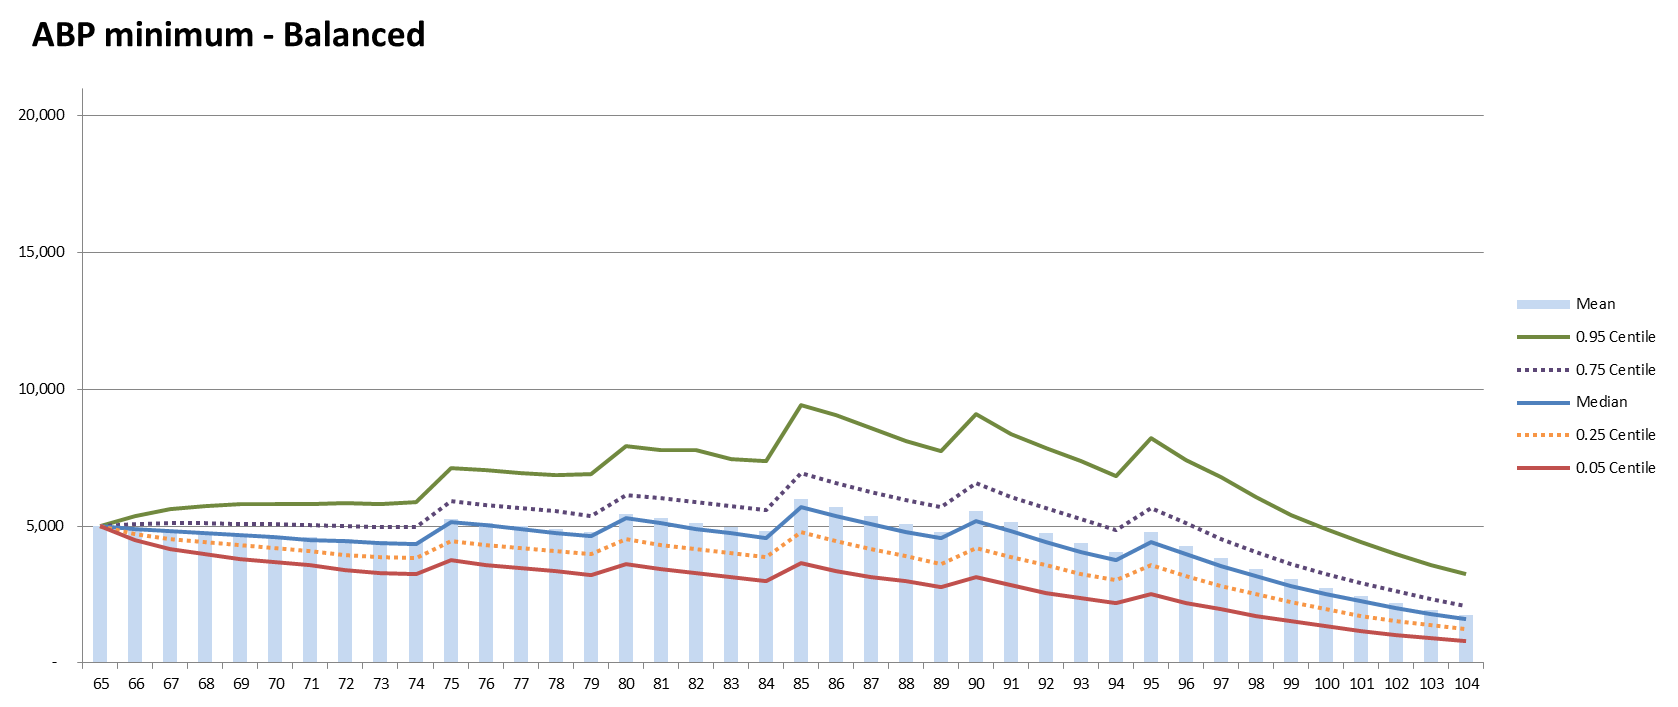 ABP minimum - Balanced
20,000
15,000
10,000
5,000
-
65 66 67 68 69 70 71 72 73 74 75 76 77 78 79 80 81 82 83 84 85 86 87 88 89 90 91 92 93 94 95 96 97 98 99 100 101 102 103 104
Mean
0.95 Centile
0.75 Centile
Median
0.25 Centile
0.05 Centile